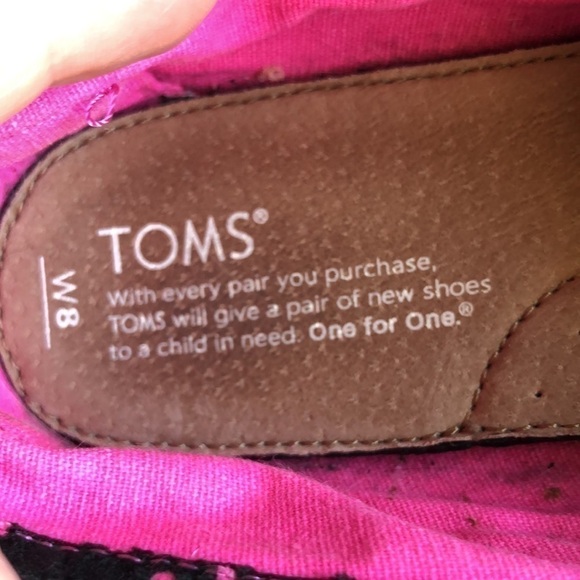 TOMS®
With every pair you purchase,
TOMS will give a pair of new shoes
to a child in need. One for One.®
W8